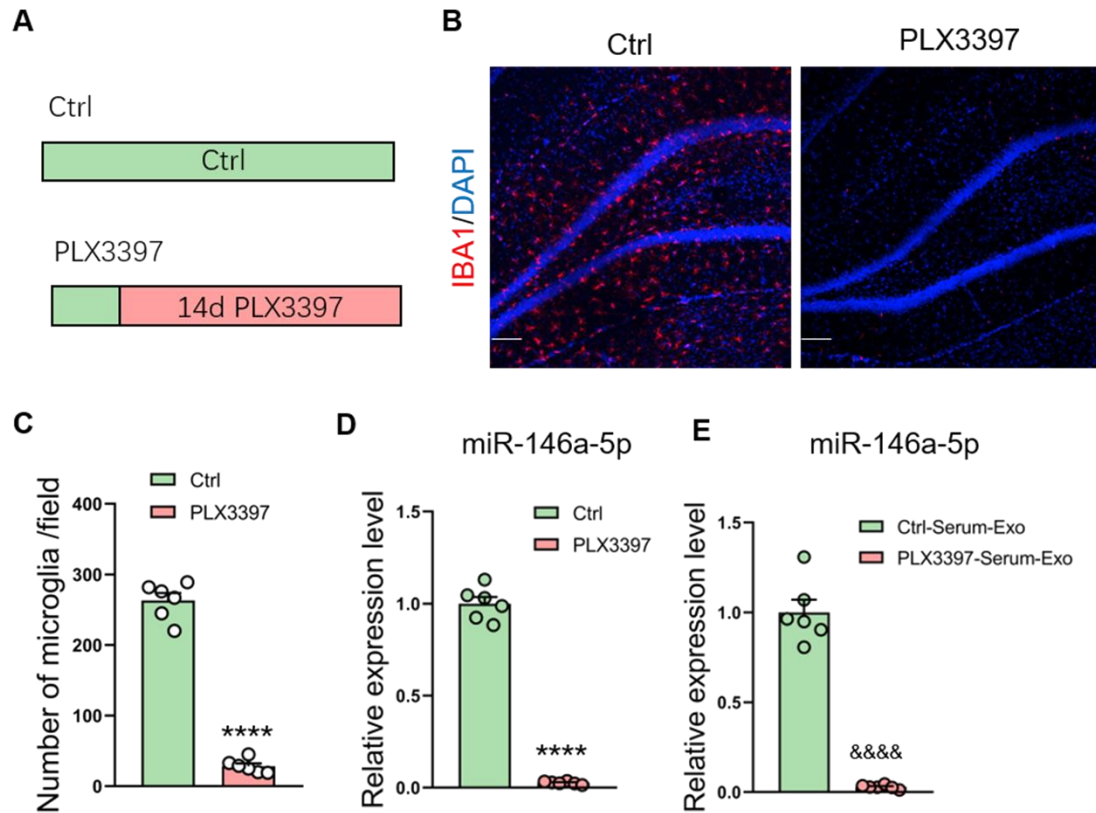 A
Ctrl
Ctrl
PLX3397
14d PLX3397
B
Ctrl
PLX3397
IBA1/DAPI
C
Ctrl
PLX3397
Number of microglia /field
400
300
200
100
0
****
D
miR-146a-5p
Ctrl
PLX3397
Relative expression level
1.5
1.0
0.5
0.0
****
E
miR-146a-5p
Ctrl-Serum-Exo
PLX3397-Serum-Exo
Relative expression level
1.5
1.0
0.5
0.0
&&&&